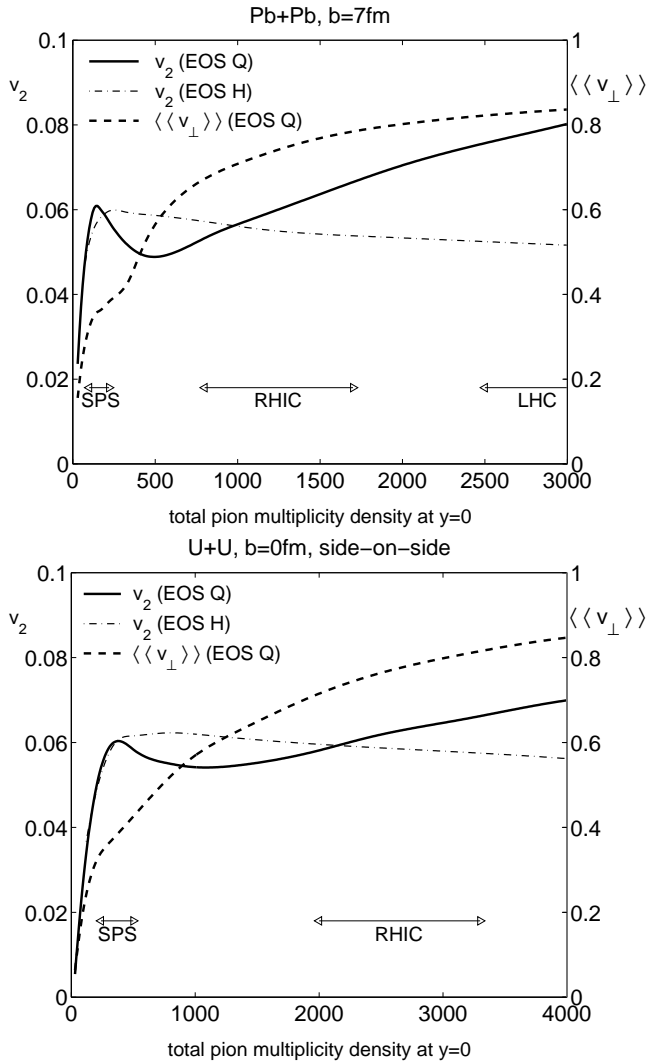 Pb+Pb, b=7fm
0.1
1
v2 (EOS Q)
v2
⟨⟨v⊥⟩⟩
v2 (EOS H)
0.08
⟨⟨v⊥⟩⟩ (EOS Q)
0.8
0.06
0.6
0.04
0.4
0.02
0.2
SPS
RHIC
LHC
0
0
0
500
1000
1500
2000
2500
3000
total pion multiplicity density at y=0
U+U, b=0fm, side−on−side
0.1
1
v2 (EOS Q)
v2
⟨⟨v⊥⟩⟩
v2 (EOS H)
0.08
⟨⟨v⊥⟩⟩ (EOS Q)
0.8
0.06
0.6
0.04
0.4
0.02
0.2
SPS
RHIC
0
0
0
1000
2000
3000
4000
total pion multiplicity density at y=0